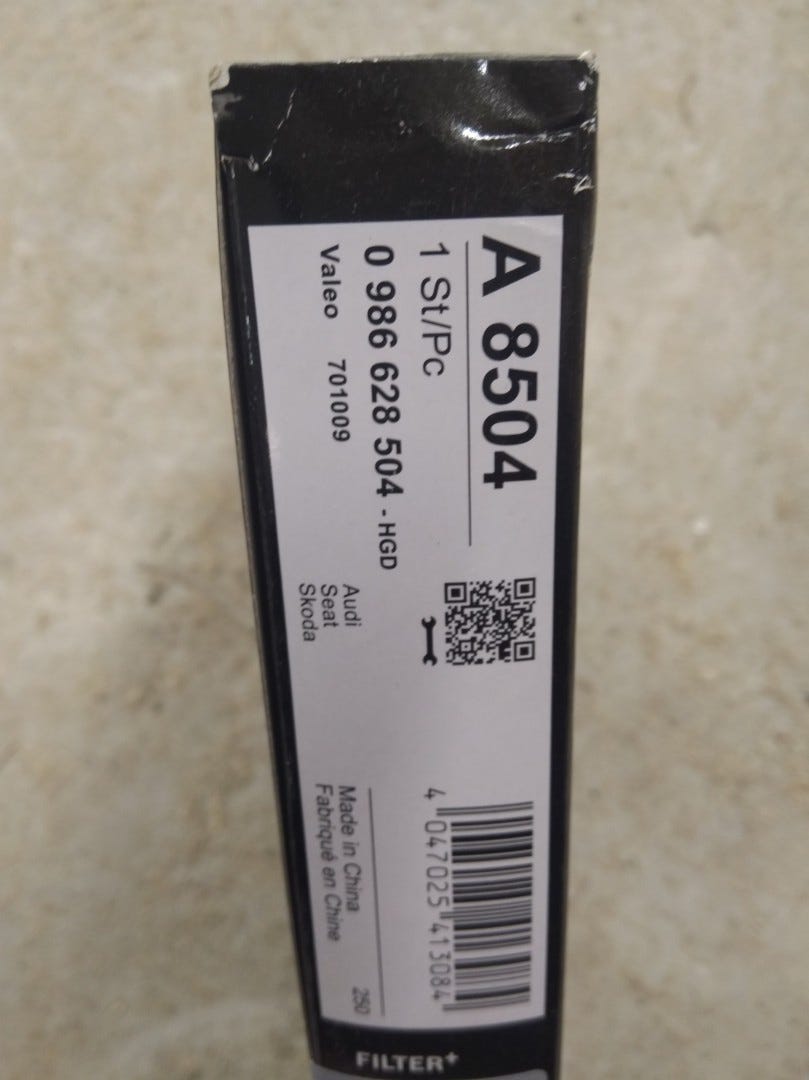 A 8504
1 St/Pc
0 986 628 504 - HGD
Valeo 701009
Audi
Seat
Skoda
4 047025 413084
Made in China
Fabriqué en Chine
250
FILTER+